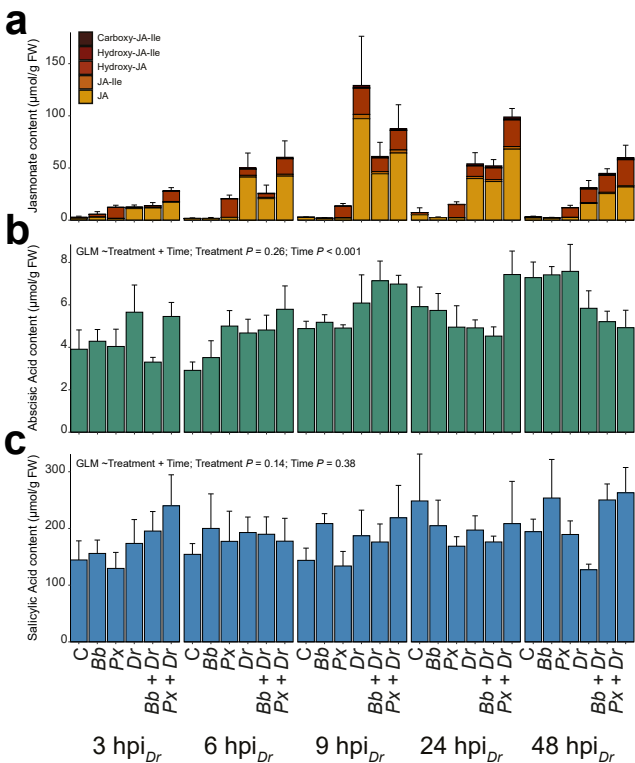 a
Jasmonate content (μmol/g FW)
150
100
50
0
Carboxy-JA-Ile
Hydroxy-JA-Ile
Hydroxy-JA
JA-Ile
JA
b
Abscisic Acid content (μmol/g FW)
8
6
4
2
0
GLM ~Treatment + Time; Treatment P = 0.26; Time P < 0.001
c
Salicylic Acid content (μmol/g FW)
300
200
100
0
GLM ~Treatment + Time; Treatment P = 0.14; Time P = 0.38
C Bb Px Dr Bb + Dr Px + Dr C Bb Px Dr Bb + Dr Px + Dr C Bb Px Dr Bb + Dr Px + Dr C Bb Px Dr Bb + Dr Px + Dr C Bb Px Dr Bb + Dr Px + Dr
3 hpiDr 6 hpiDr 9 hpiDr 24 hpiDr 48 hpiDr